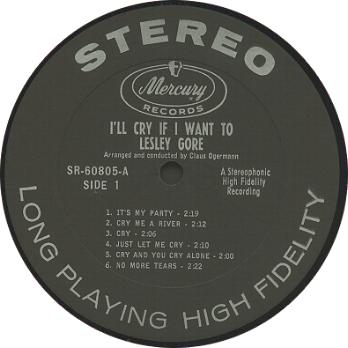 STEREO
Mercury
RECORDS
I'LL CRY IF I WANT TO
LESLEY GORE
Arranged and conducted by Claus Ogermann
SR-60805-A
SIDE 1
A Stereophonic
High Fidelity
Recording
1. IT'S MY PARTY - 2:19
2. CRY ME A RIVER - 2:12
3. CRY - 2:06
4. JUST LET ME CRY - 2:10
5. CRY AND YOU CRY ALONE - 2:00
6. NO MORE TEARS - 2:22
LONG PLAYING HIGH FIDELITY